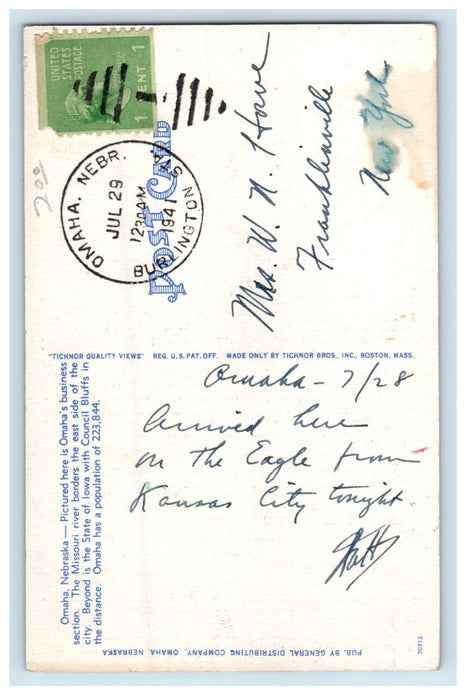 UNITED
STATES
POSTAGE
1 CENT 1
200
OMAHA, NEBR.
BURLINGTON STA.
JUL 29
12 30 AM
1941
POST CARD
Mrs. W. N. Howe
Franklinville
New York
"TICHNOR QUALITY VIEWS" REG. U.S. PAT. OFF. MADE ONLY BY TICHNOR BROS., INC., BOSTON, MASS.
Omaha, Nebraska — Pictured here is Omaha's business
section. The Missouri river borders the east side of the
city. Beyond is the State of Iowa with Council Bluffs in
the distance. Omaha has a population of 223,844.
Omaha - 7/28
Arrived here
on the Eagle from
Kansas City tonight
PUB. BY GENERAL DISTRIBUTING COMPANY, OMAHA, NEBRASKA
70712